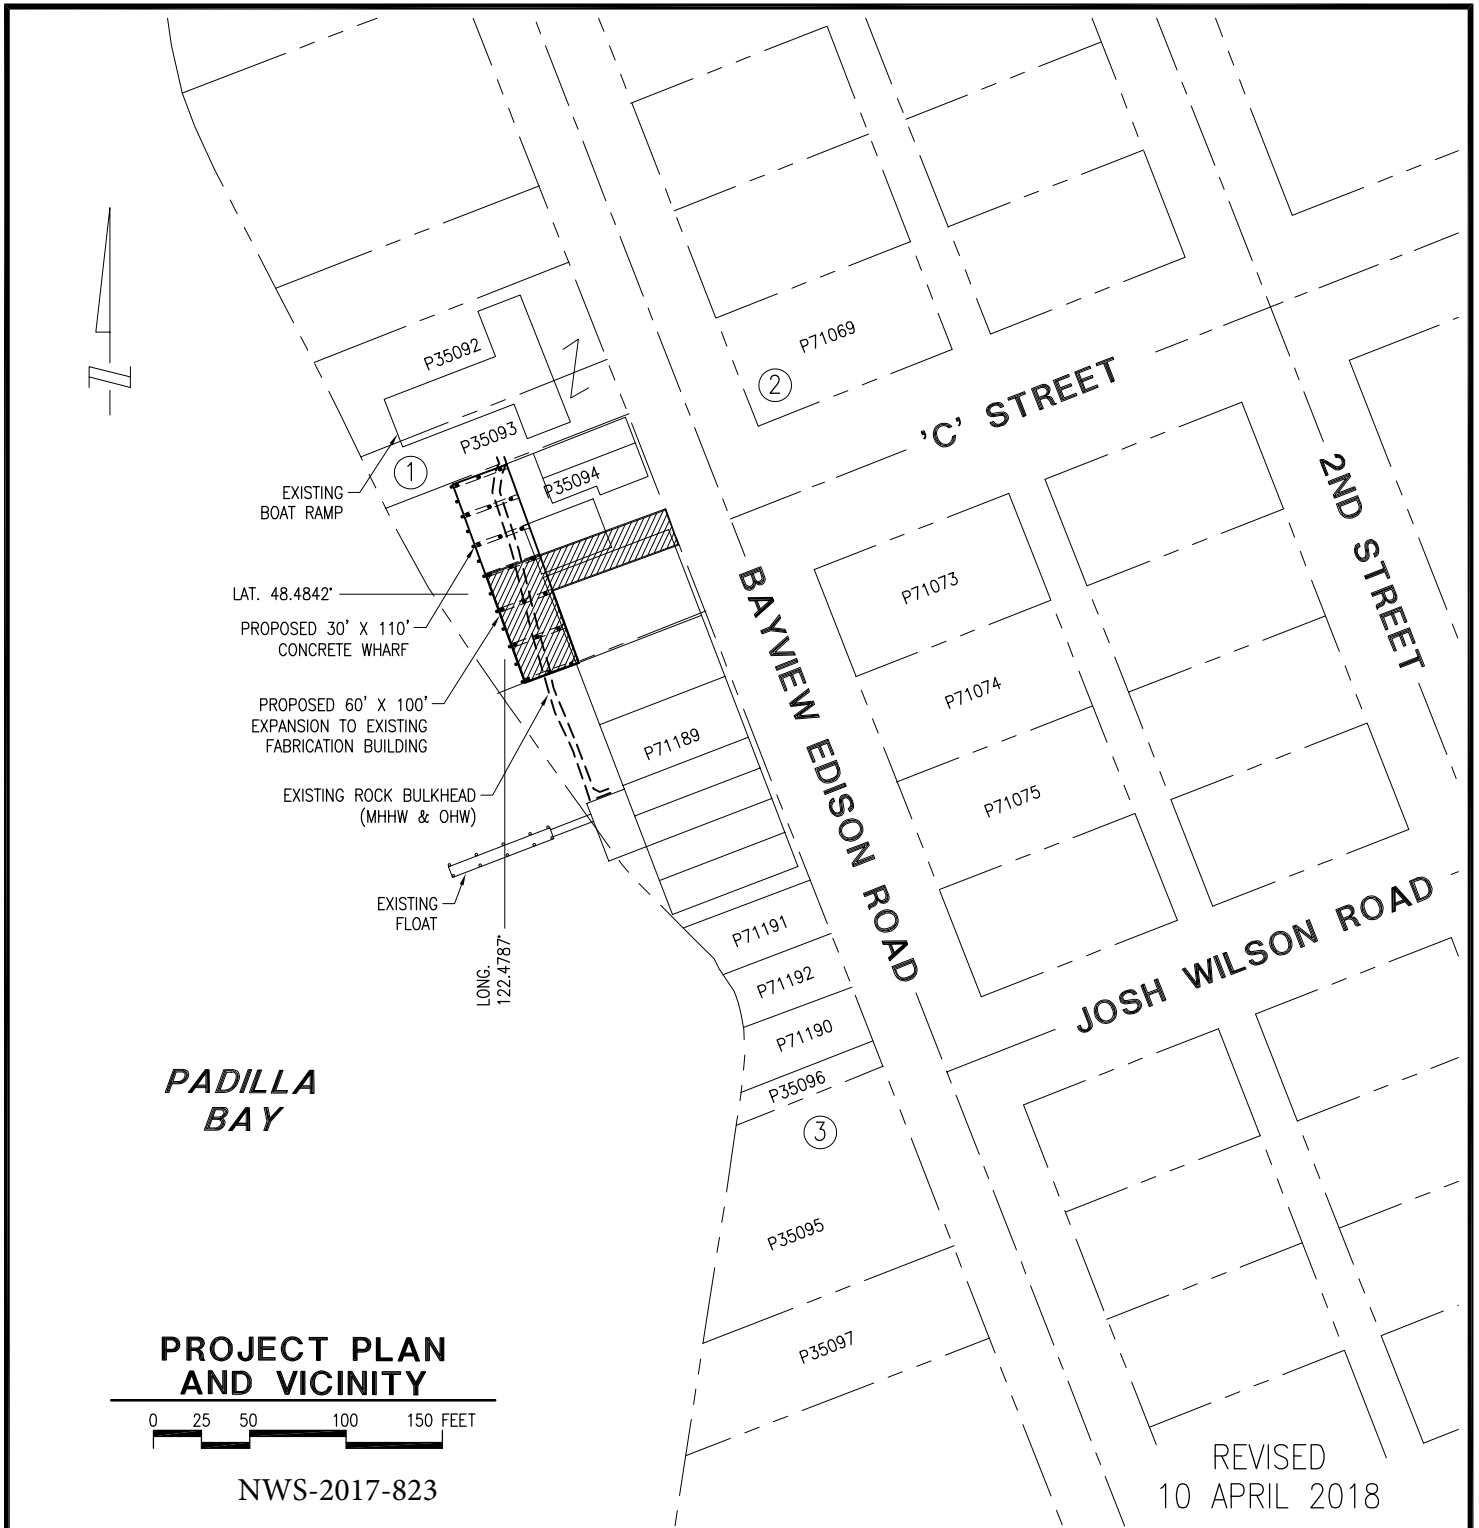 P35092
P71069
2
'C' STREET
P35093
1
P35094
EXISTING
BOAT RAMP
2ND STREET
LAT. 48.4842°
PROPOSED 30' X 110'
CONCRETE WHARF
PROPOSED 60' X 100'
EXPANSION TO EXISTING
FABRICATION BUILDING
EXISTING ROCK BULKHEAD
(MHHW & OHW)
EXISTING
FLOAT
LONG.
122.4787°
BAYVIEW EDISON ROAD
P71073
P71074
P71075
P71189
P71191
P71192
P71190
P35096
3
P35095
P35097
JOSH WILSON ROAD
PADILLA
BAY
PROJECT PLAN
AND VICINITY
0 25 50 100 150 FEET
NWS-2017-823
REVISED
10 APRIL 2018